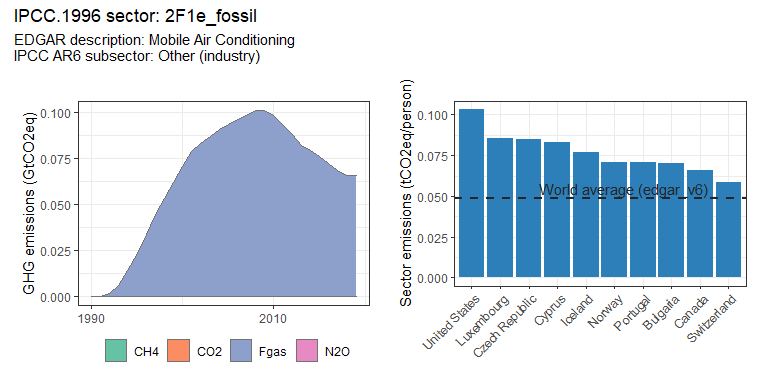 IPCC.1996 sector: 2F1e_fossil
EDGAR description: Mobile Air Conditioning
IPCC AR6 subsector: Other (industry)
GHG emissions (GtCO2eq)
0.100
0.075
0.050
0.025
0.000
1990
2010
CH4
CO2
Fgas
N2O
Sector emissions (tCO2eq/person)
0.100
0.075
0.050
0.025
0.000
World average (edgar_v6)
United States
Luxembourg
Czech Republic
Cyprus
Iceland
Norway
Portugal
Bulgaria
Canada
Switzerland